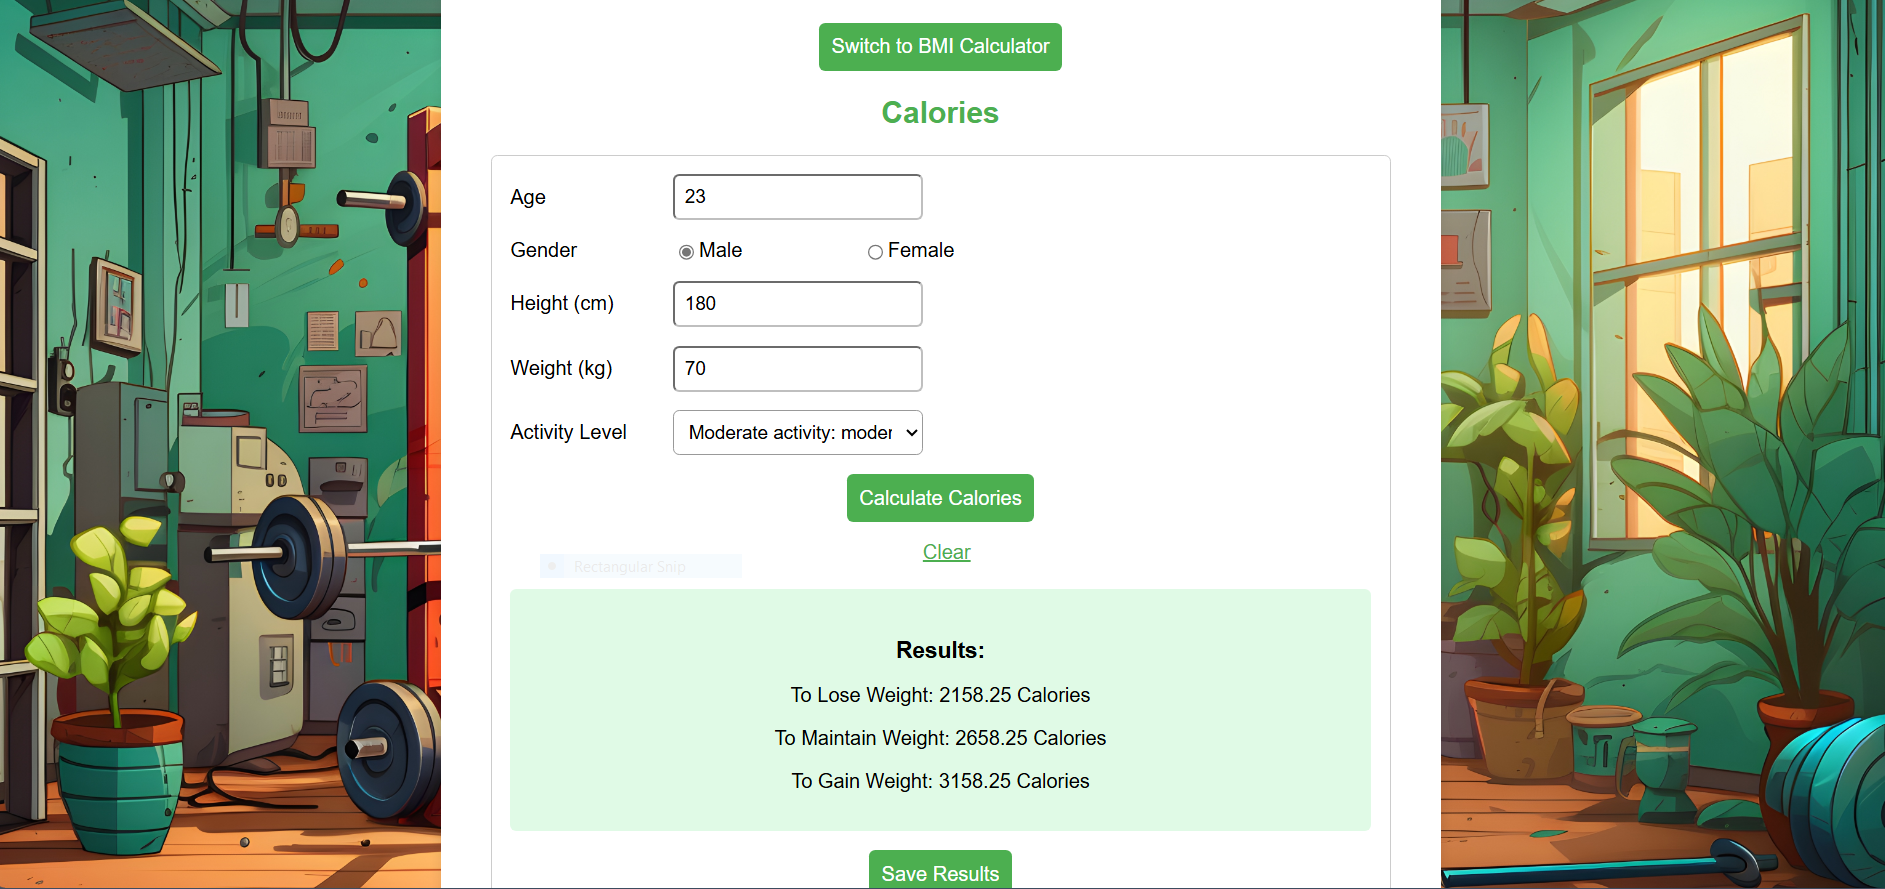 Switch to BMI Calculator
Calories
Age 23
Gender Male Female
Height (cm) 180
Weight (kg) 70
Activity Level Moderate activity: moder
Calculate Calories
Clear
Rectangular Snip
Results:
To Lose Weight: 2158.25 Calories
To Maintain Weight: 2658.25 Calories
To Gain Weight: 3158.25 Calories
Save Results